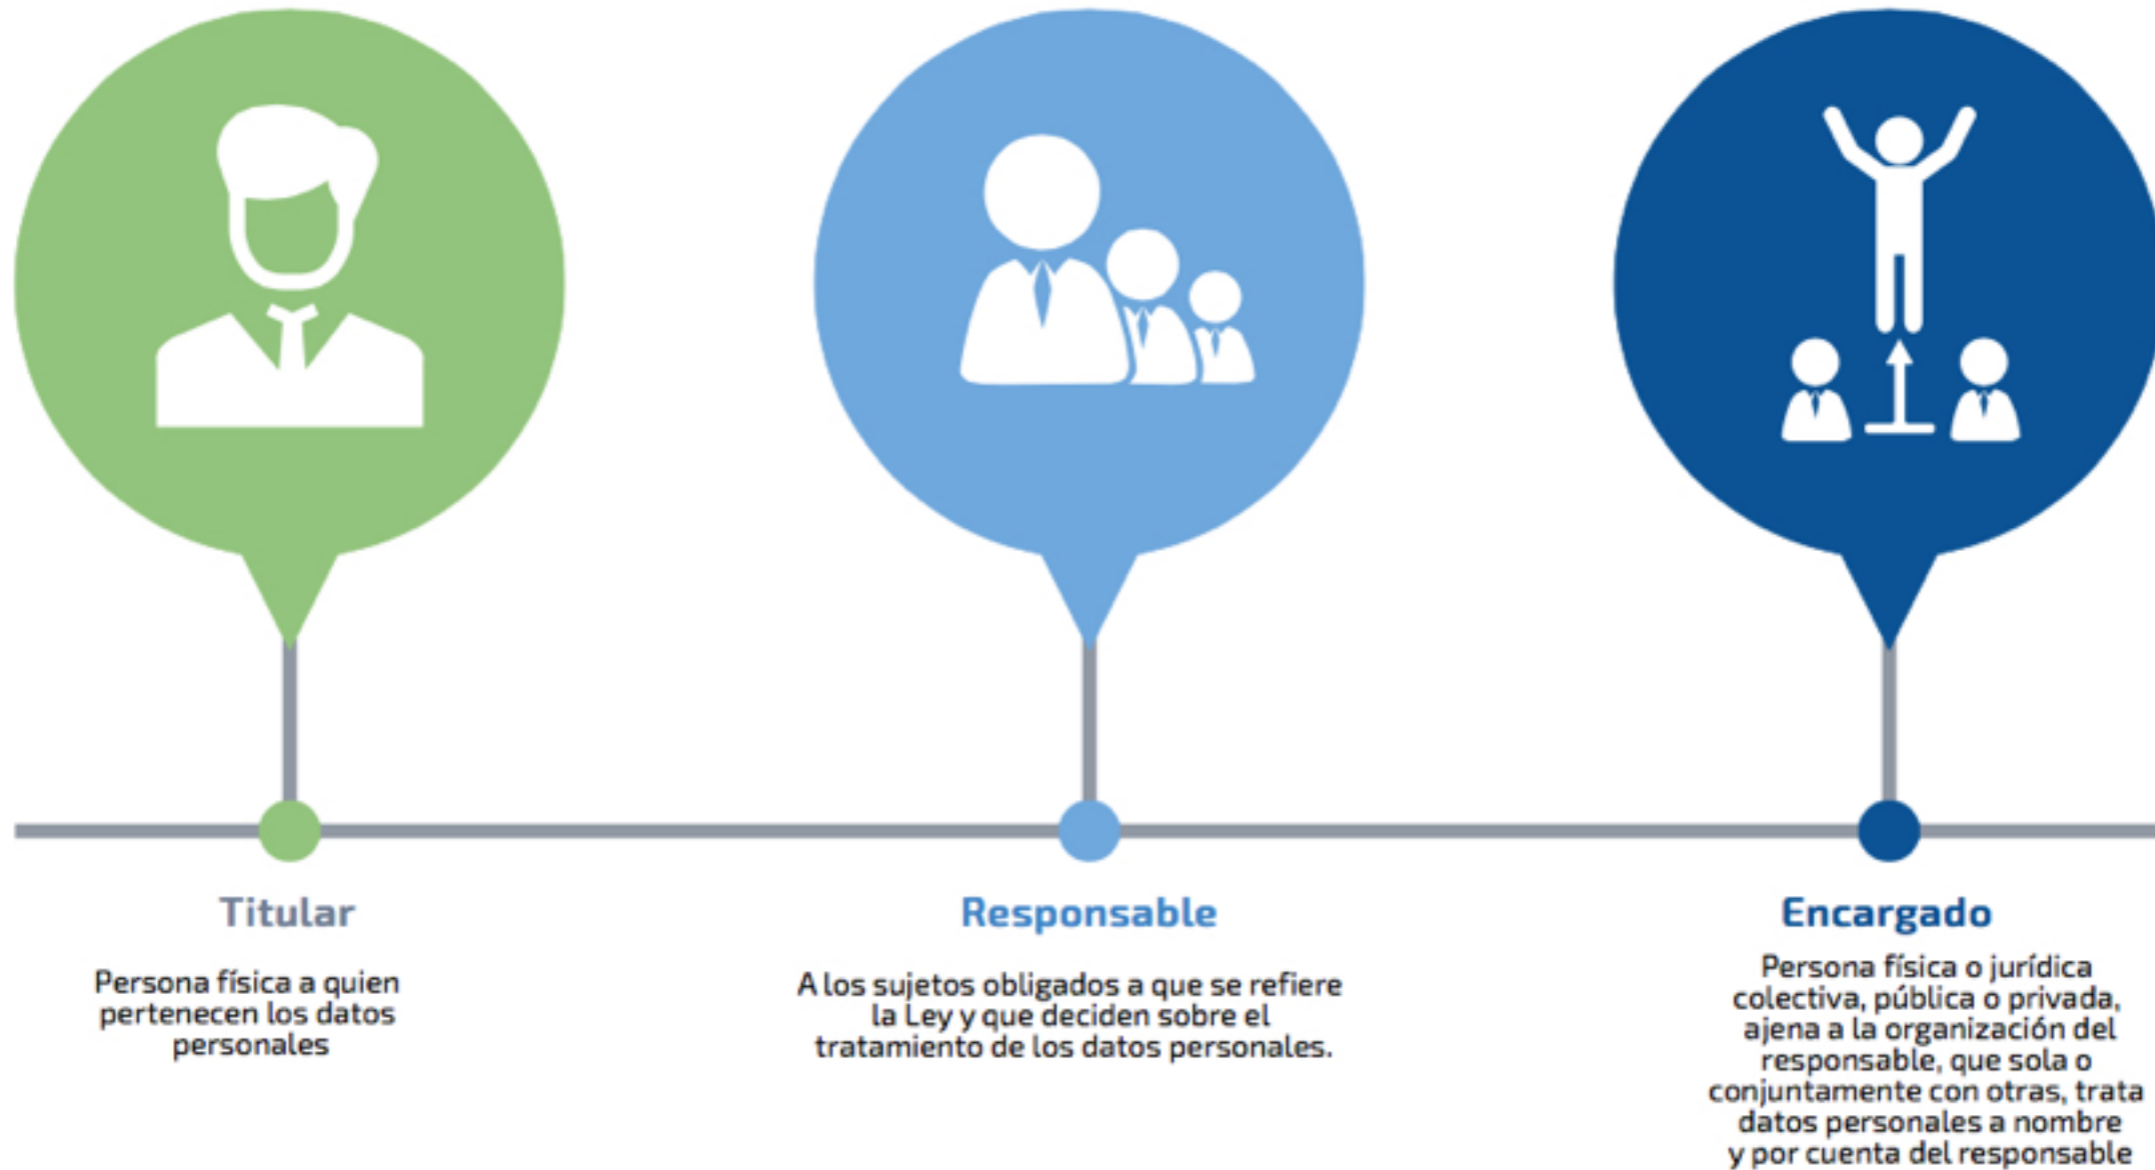 Titular
Persona física a quien
pertenecen los datos
personales
Responsable
A los sujetos obligados a que se refiere
la Ley y que deciden sobre el
tratamiento de los datos personales.
Encargado
Persona física o jurídica
colectiva, pública o privada,
ajena a la organización del
responsable, que sola o
conjuntamente con otras, trata
datos personales a nombre
y por cuenta del responsable